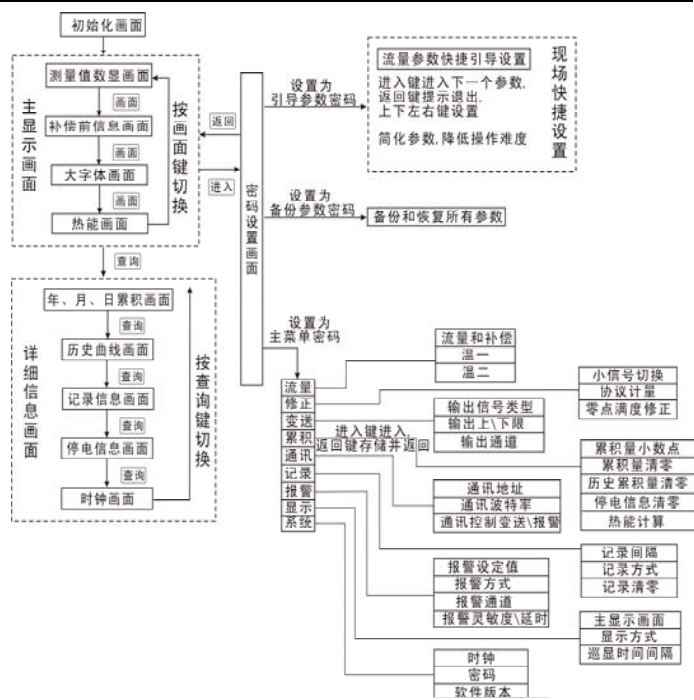 初始化画面
测量值数显画面
画面
补偿前信息画面
画面
大字体画面
画面
热能画面
主显示画面
按画面键切换
查询
年、月、日累积画面
查询
历史曲线画面
查询
记录信息画面
查询
停电信息画面
查询
时钟画面
详细信息画面
按查询键切换
返回
进入
密码设置画面
设置为
引导参数密码
流量参数快捷引导设置
进入键进入下一个参数,
返回键提示退出,
上下左右键设置
简化参数,降低操作难度
现场快捷设置
设置为
备份参数密码
备份和恢复所有参数
设置为
主菜单密码
流量
修正
变送
累积
通讯
记录
报警
显示
系统
进入键进入,
返回键存储并返回
流量和补偿
温一
温二
小信号切换
协议计量
零点满度修正
输出信号类型
输出上\下限
输出通道
累积量小数点
累积量清零
历史累积量清零
停电信息清零
热能计算
通讯地址
通讯波特率
通讯控制变送\报警
记录间隔
记录方式
记录清零
报警设定值
报警方式
报警通道
报警灵敏度\延时
主显示画面
显示方式
巡显时间间隔
时钟
密码
软件版本